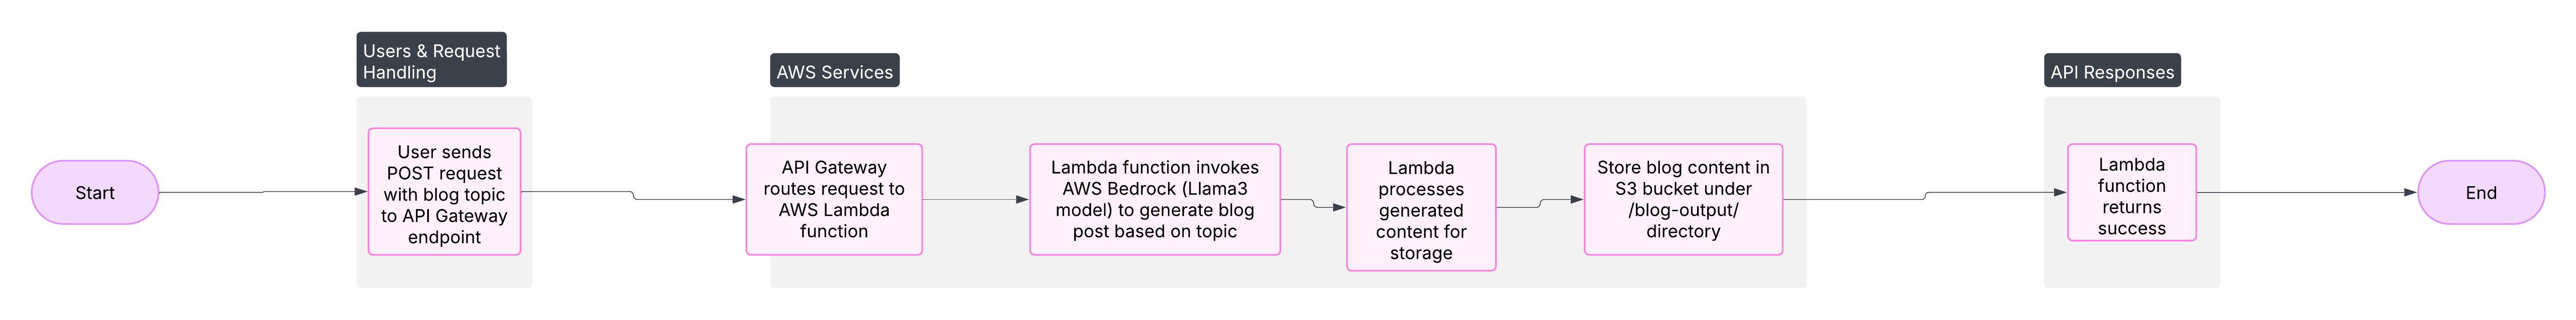 Users & Request
Handling
AWS Services
API Responses
Start
User sends
POST request
with blog topic
to API Gateway
endpoint
API Gateway
routes request to
AWS Lambda
function
Lambda function invokes
AWS Bedrock (Llama3
model) to generate blog
post based on topic
Lambda
processes
generated
content for
storage
Store blog content in
S3 bucket under
/blog-output/
directory
Lambda
function
returns
success
End